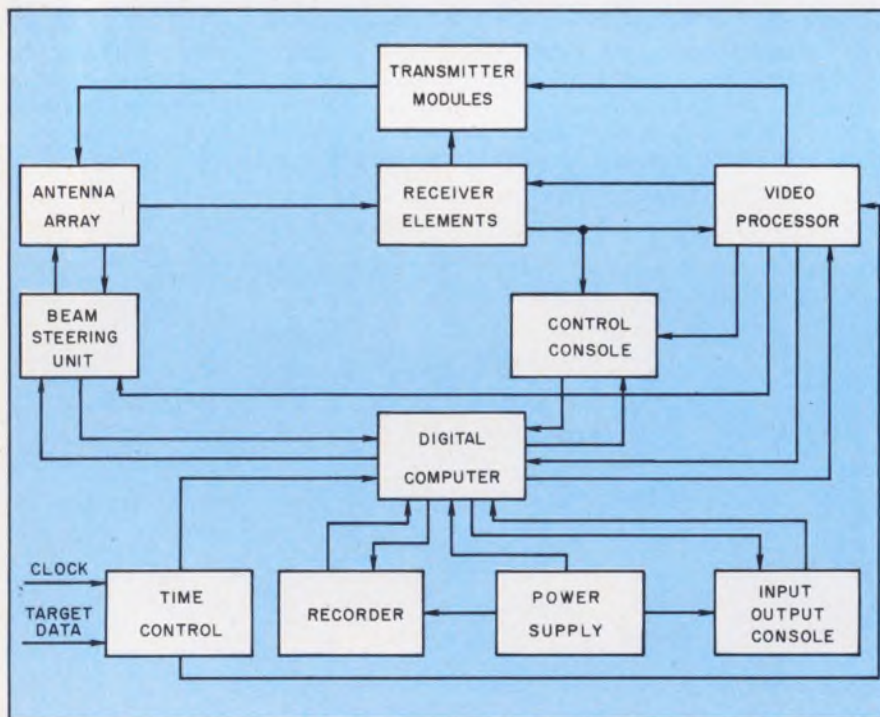 TRANSMITTER
MODULES
ANTENNA
ARRAY
RECEIVER
ELEMENTS
VIDEO
PROCESSOR
BEAM
STEERING
UNIT
CONTROL
CONSOLE
DIGITAL
COMPUTER
CLOCK
TARGET
DATA
TIME
CONTROL
RECORDER
POWER
SUPPLY
INPUT
OUTPUT
CONSOLE